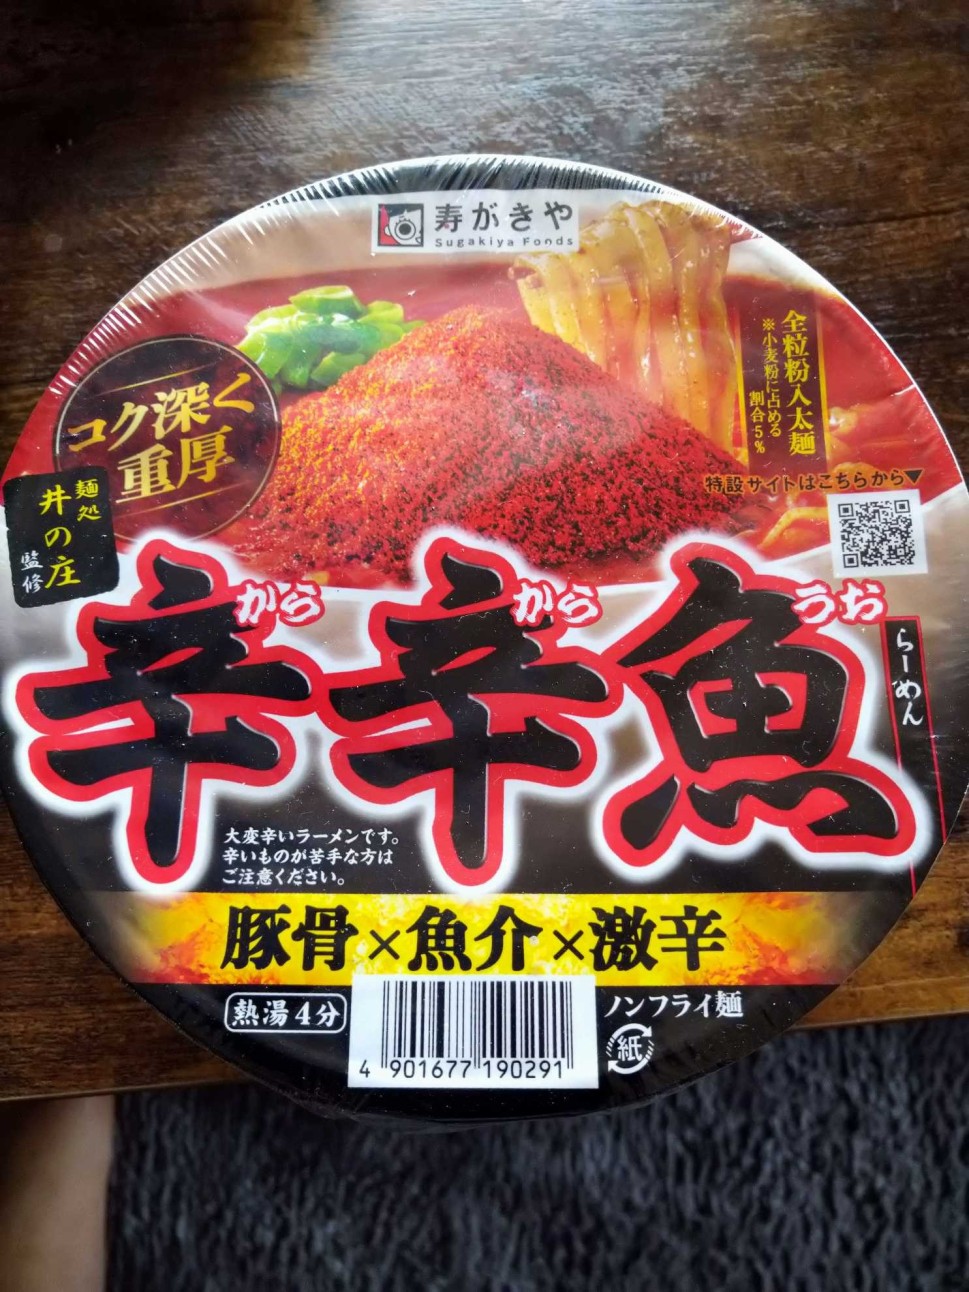 寿がきや
Sugakiya Foods
全粒粉入太麺
※小麦粉に占める
割合5%
コク深く
重厚
特設サイトはこちらから▼
麺処
井の庄
監修
から
から
うお
辛辛魚
らーめん
大変辛いラーメンです。
辛いものが苦手な方は
ご注意ください。
豚骨×魚介×激辛
熱湯4分
ノンフライ麺
紙
4 901677 190291